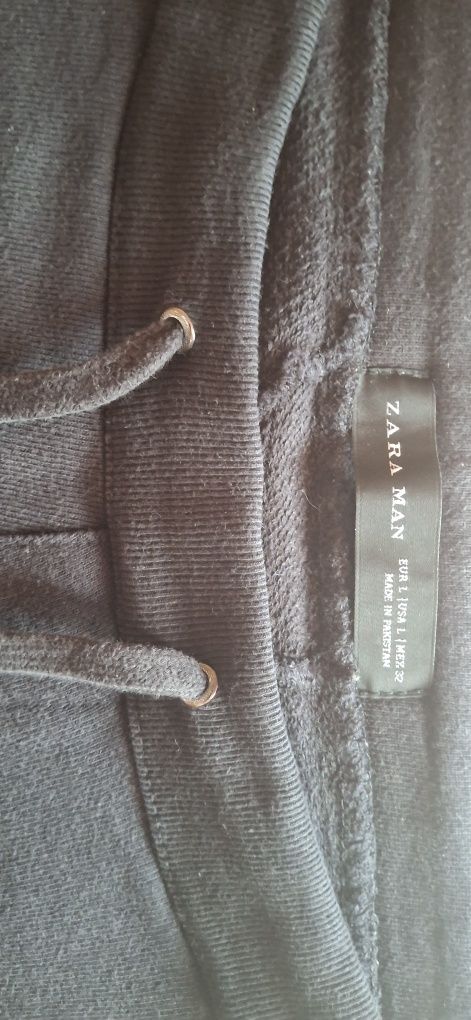 ZARA MAN
EUR L | USA L | MEX 32
MADE IN PAKISTAN